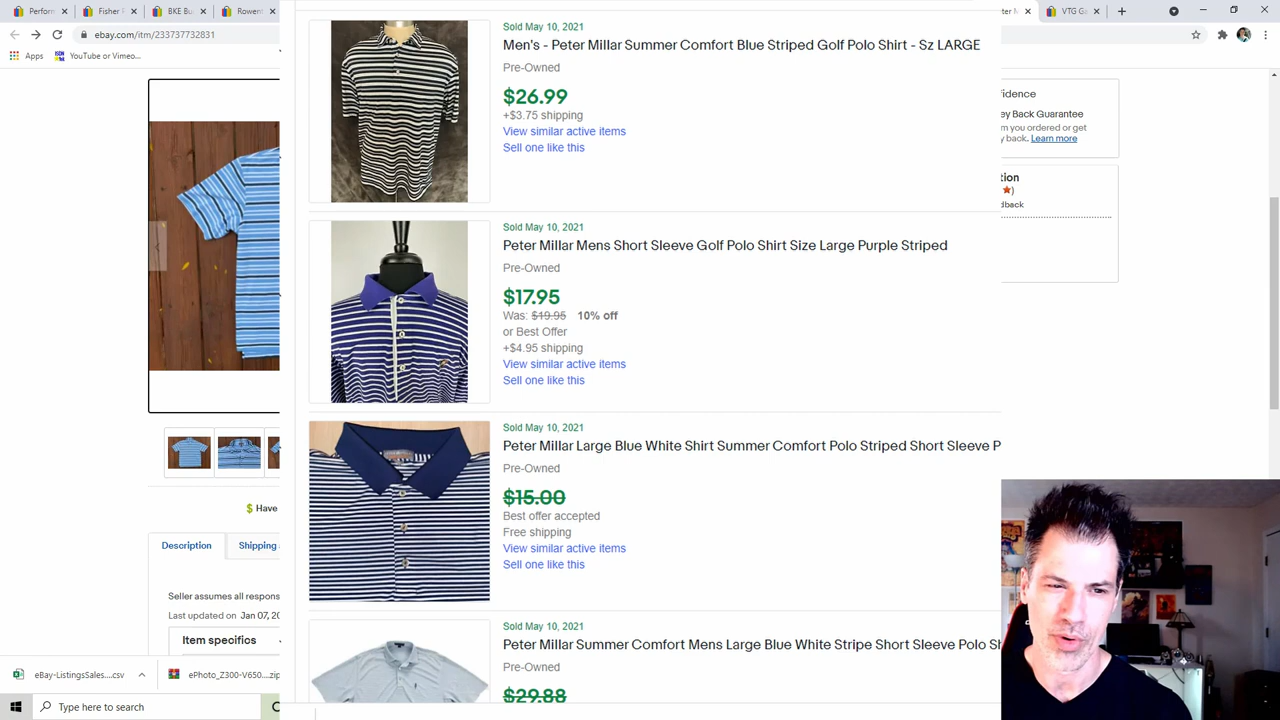 Perform
Fisher F
BKE Bu
Rowent
VTG Ga
ebay.com/itm/233737732831
Apps
YouTube or Vimeo...
Sold May 10, 2021
Men's - Peter Millar Summer Comfort Blue Striped Golf Polo Shirt - Sz LARGE
Pre-Owned
$26.99
+$3.75 shipping
View similar active items
Sell one like this
Sold May 10, 2021
Peter Millar Mens Short Sleeve Golf Polo Shirt Size Large Purple Striped
Pre-Owned
$17.95
Was: $19.95 10% off
or Best Offer
+$4.95 shipping
View similar active items
Sell one like this
Sold May 10, 2021
Peter Millar Large Blue White Shirt Summer Comfort Polo Striped Short Sleeve P
Pre-Owned
$15.00
Best offer accepted
Free shipping
View similar active items
Sell one like this
Sold May 10, 2021
Peter Millar Summer Comfort Mens Large Blue White Stripe Short Sleeve Polo Sh
Pre-Owned
$29.88
idence
ey Back Guarantee
m you ordered or get
y back. Learn more
tion
dback
$ Have
Description
Shipping
Seller assumes all respons
Last updated on Jan 07, 20
Item specifics
eBay-ListingsSales....csv
ePhoto_Z300-V650....zip
Type here to search